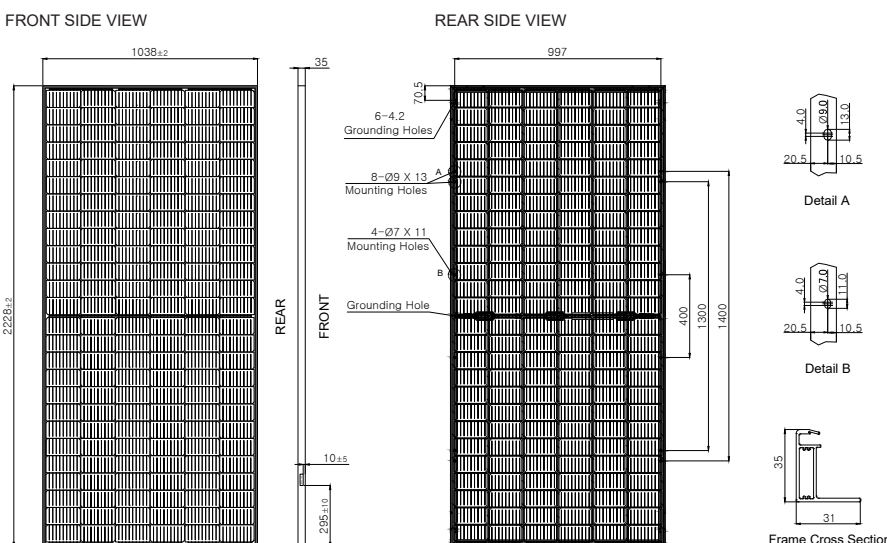 FRONT SIDE VIEW
REAR SIDE VIEW
1038±2
35
997
70.5
6-4.2
Grounding Holes
A
8-Ø9 X 13
Mounting Holes
4-Ø7 X 11
Mounting Holes
B
Grounding Hole
2228±2
REAR
FRONT
400
1300
1400
10±5
295±10
4.0
Ø9.0
13.0
20.5
10.5
Detail A
4.0
Ø7.0
11.0
20.5
10.5
Detail B
35
31
Frame Cross Section